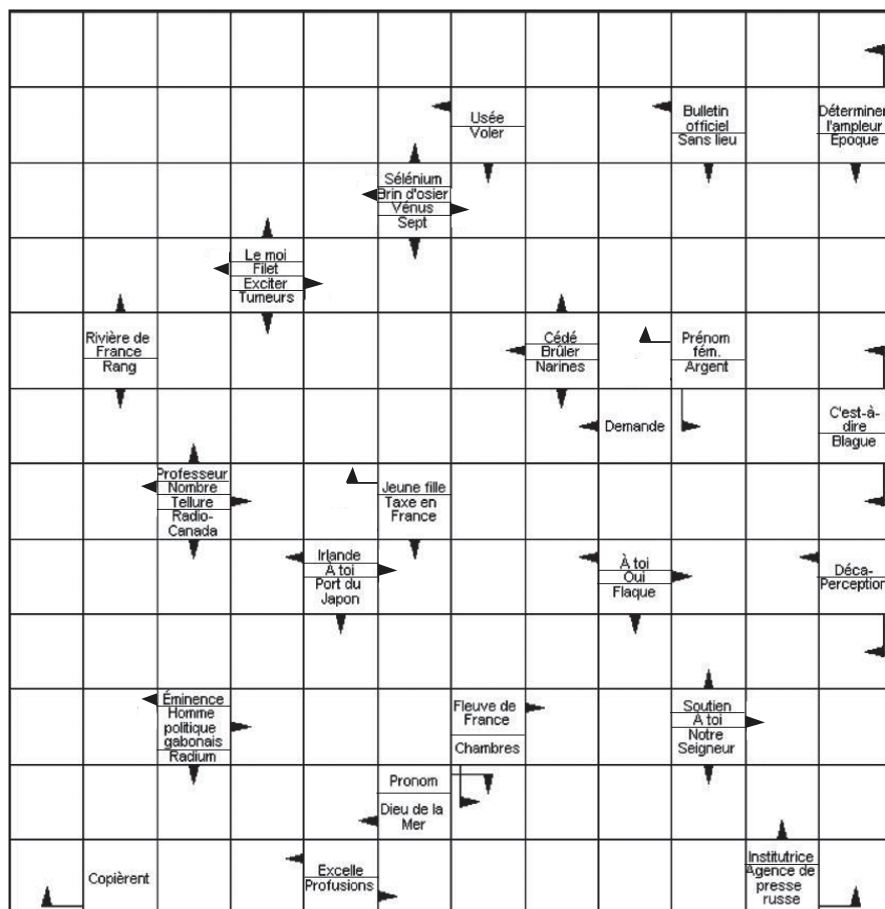 Usée
Voler
Bulletin
officiel
Sans lieu
Déterminer
l'ampleur
Époque
Sélénium
Brin d'osier
Vénus
Sept
Le moi
Filet
Exciter
Tumeurs
Rivière de
France
Rang
Cédé
Brûler
Narines
Prénom
fém.
Argent
Demande
C'est-à-
dire
Blague
Professeur
Nombre
Tellure
Radio-
Canada
Jeune fille
Taxe en
France
Irlande
À toi
Port du
Japon
À toi
Oui
Flaque
Déca-
Perception
Éminence
Homme
politique
gabonais
Radium
Fleuve de
France
Chambres
Soutien
À toi
Notre
Seigneur
Pronom
Dieu de la
Mer
Copièrent
Excelle
Profusions
Institutrice
Agence de
presse
russe